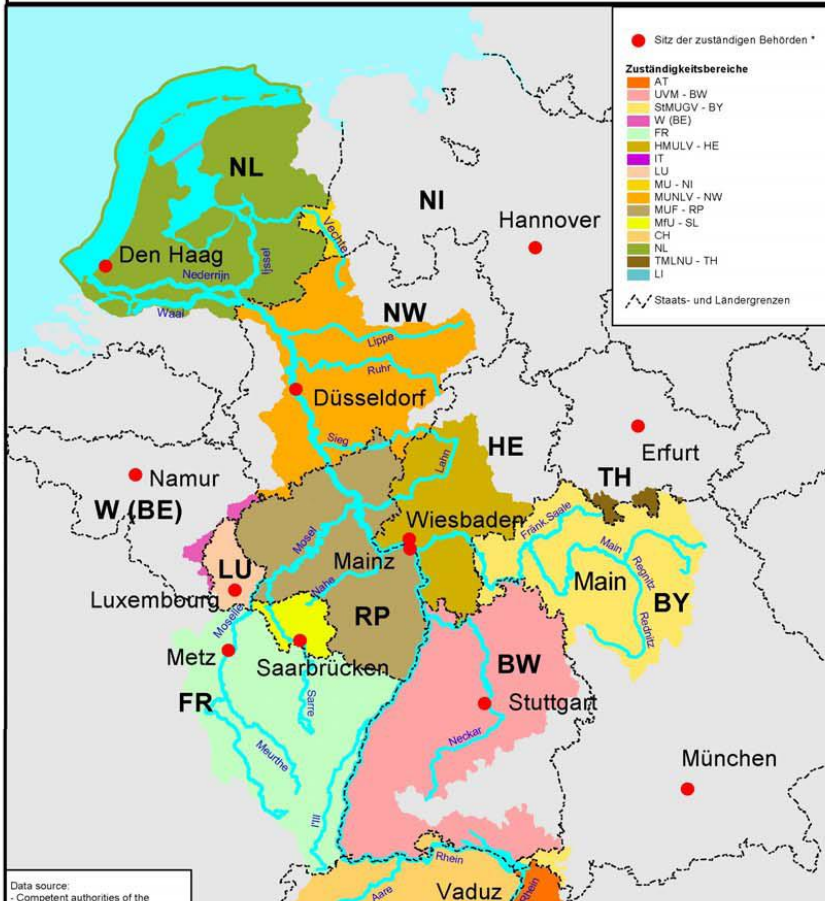 Sitz der zuständigen Behörden *
Zuständigkeitsbereiche
AT
UVM - BW
StMUGV - BY
W (BE)
FR
HMULV - HE
IT
LU
MU - NI
MUNLV - NW
MUF - RP
MfU - SL
CH
NL
TMLNU - TH
LI
Staats- und Ländergrenzen
NL
NI
Hannover
Vechte
Den Haag
Ijssel
Nederrijn
Waal
NW
Lippe
Ruhr
Düsseldorf
Sieg
HE
Erfurt
Lahn
TH
Namur
W (BE)
Wiesbaden
Fränk.Saale
Mosel
Mainz
Main
Main
Regnitz
LU
Nahe
BY
Luxembourg
Rednitz
RP
Moselle
Metz
Saarbrücken
BW
FR
Sarre
Stuttgart
Neckar
Meurthe
München
Ill.I
Rhein
Aare
Vaduz
Rhein
Data source:
- Competent authorities of the